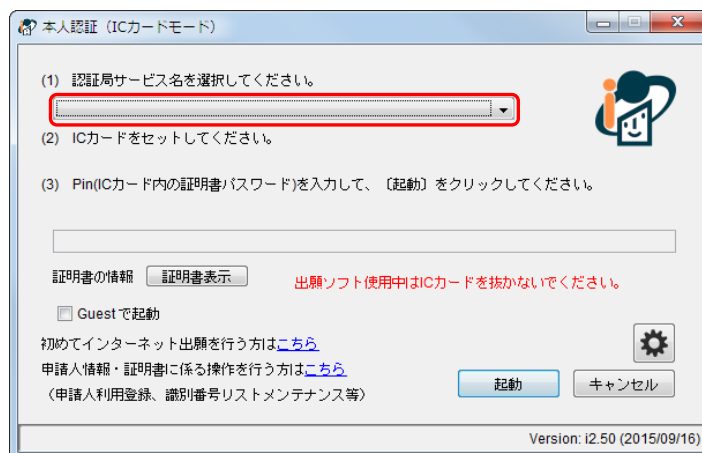 本人認証（ICカードモード）
(1) 認証局サービス名を選択してください。
(2) ICカードをセットしてください。
(3) Pin(ICカード内の証明書パスワード)を入力して、〔起動〕をクリックしてください。
証明書の情報 証明書表示 出願ソフト使用中はICカードを抜かないでください。
Guestで起動
初めてインターネット出願を行う方はこちら
申請人情報・証明書に係る操作を行う方はこちら
（申請人利用登録、識別番号リストメンテナンス等）
起動 キャンセル
Version: i2.50 (2015/09/16)